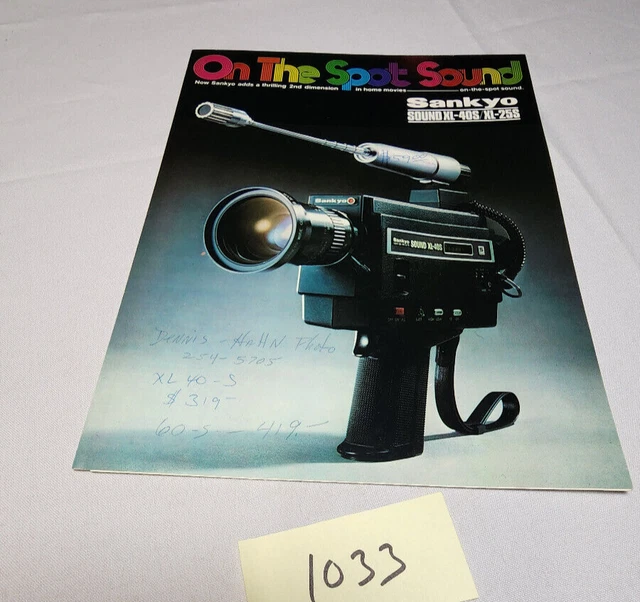 On The Spot Sound
Now Sankyo adds a thrilling 2nd dimension in home movies on-the-spot sound.
Sankyo
SOUND XL-40S/XL-25S
Sankyo
Sankyo
SOUND XL-40S
Dennis - Hahn Photo
254-5705
XL 40-S
$ 319-
60-S - 419.-
1033